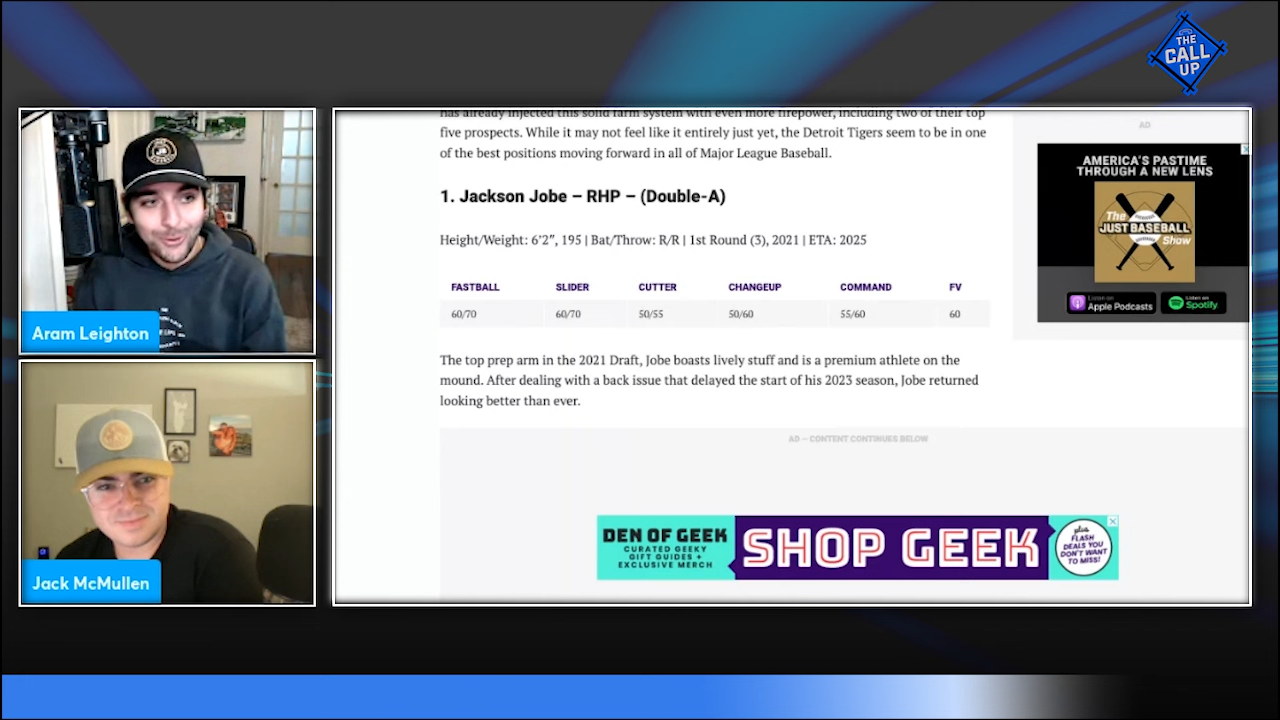 THE
CALL
UP
has already injected this solid farm system with even more firepower, including two of their top
five prospects. While it may not feel like it entirely just yet, the Detroit Tigers seem to be in one
of the best positions moving forward in all of Major League Baseball.
1. Jackson Jobe – RHP – (Double-A)
Height/Weight: 6'2″, 195 | Bat/Throw: R/R | 1st Round (3), 2021 | ETA: 2025
FASTBALL SLIDER CUTTER CHANGEUP COMMAND FV
60/70 60/70 50/55 50/60 55/60 60
The top prep arm in the 2021 Draft, Jobe boasts lively stuff and is a premium athlete on the
mound. After dealing with a back issue that delayed the start of his 2023 season, Jobe returned
looking better than ever.
AD – CONTENT CONTINUES BELOW
DEN OF GEEK
CURATED GEEKY
GIFT GUIDES +
EXCLUSIVE MERCH
SHOP GEEK
plus
FLASH
DEALS YOU
DON'T WANT
TO MISS!
AD
AMERICA'S PASTIME
THROUGH A NEW LENS
The
JUST BASEBALL
Show
Listen on
Apple Podcasts
Listen on
Spotify
Aram Leighton
Jack McMullen